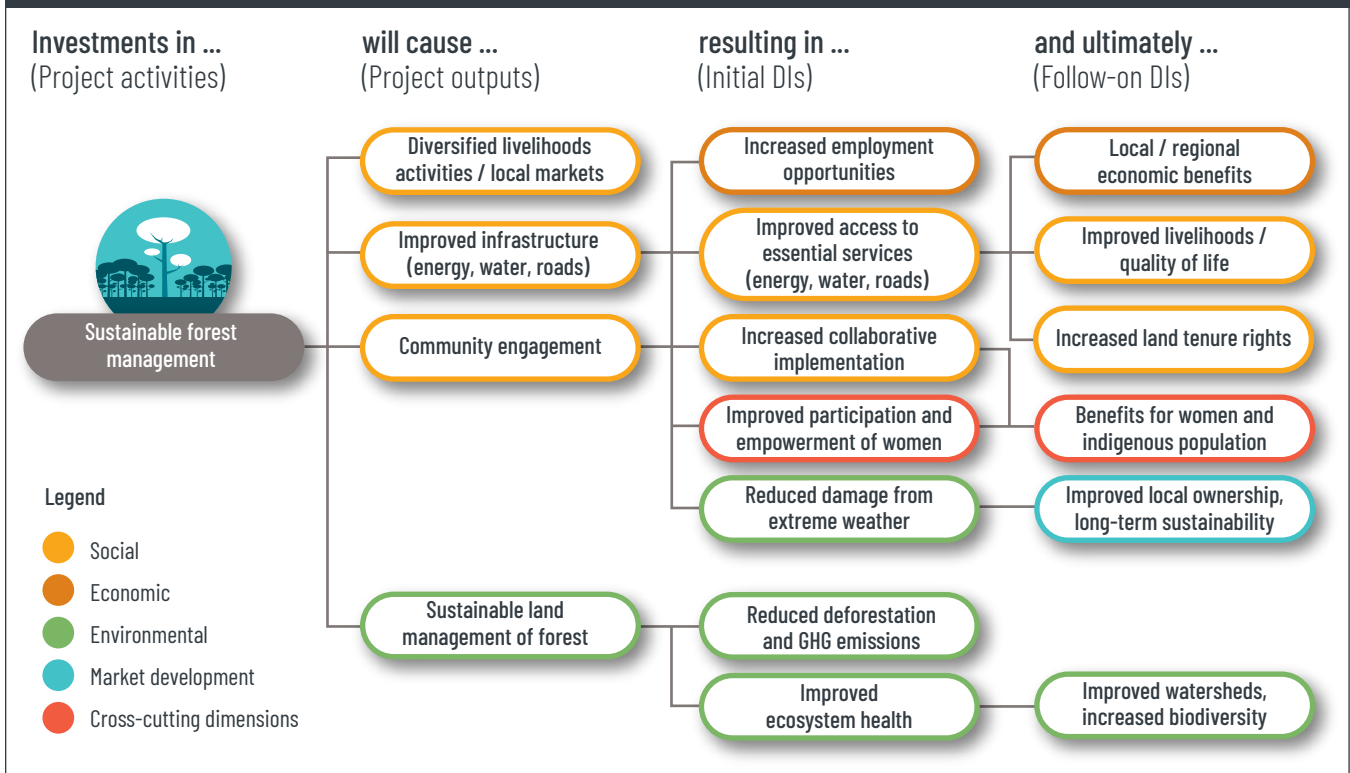 Investments in ...
(Project activities)
will cause ...
(Project outputs)
resulting in ...
(Initial DIs)
and ultimately ...
(Follow-on DIs)
Sustainable forest
management
Diversified livelihoods
activities / local markets
Improved infrastructure
(energy, water, roads)
Community engagement
Sustainable land
management of forest
Increased employment
opportunities
Improved access to
essential services
(energy, water, roads)
Increased collaborative
implementation
Improved participation and
empowerment of women
Reduced damage from
extreme weather
Reduced deforestation
and GHG emissions
Improved
ecosystem health
Local / regional
economic benefits
Improved livelihoods /
quality of life
Increased land tenure rights
Benefits for women and
indigenous population
Improved local ownership,
long-term sustainability
Improved watersheds,
increased biodiversity
Legend
Social
Economic
Environmental
Market development
Cross-cutting dimensions